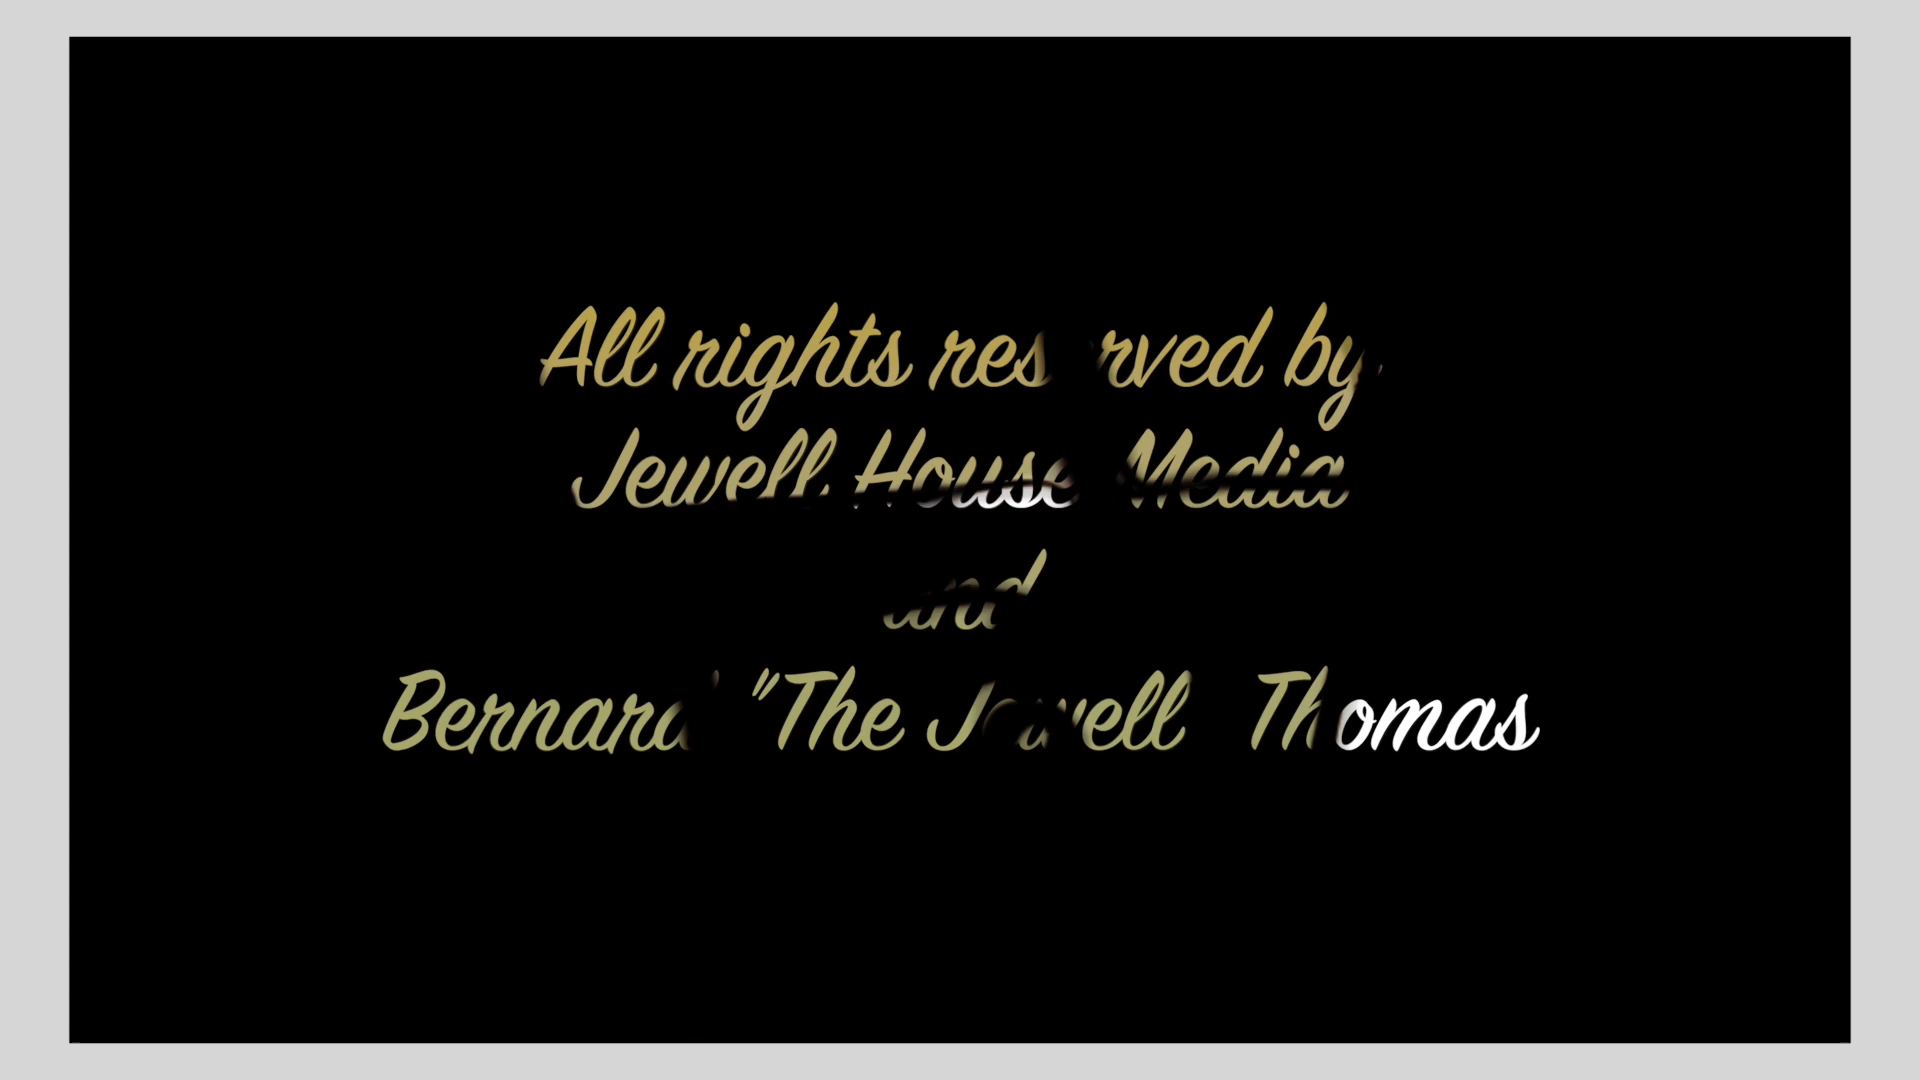 All rights reserved by:
Jewell House Media
and
Bernard "The Jewell" Thomas